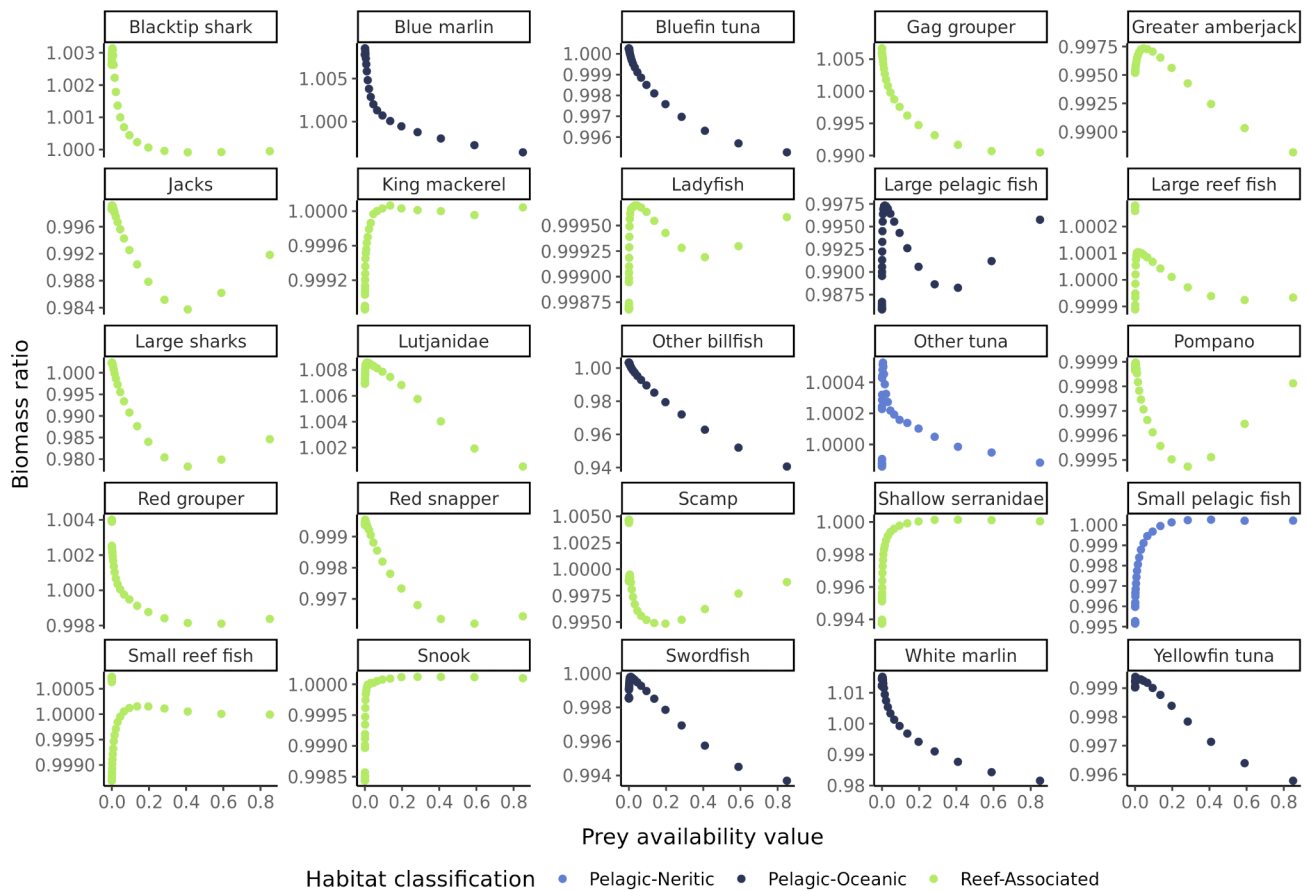 Blacktip shark
Blue marlin
Bluefin tuna
Gag grouper
Greater amberjack
1.003
1.002
1.001
1.000
1.005
1.000
1.000
0.999
0.998
0.997
0.996
1.005
1.000
0.995
0.990
0.9975
0.9950
0.9925
0.9900
Jacks
King mackerel
Ladyfish
Large pelagic fish
Large reef fish
0.996
0.992
0.988
0.984
1.0000
0.9996
0.9992
0.99950
0.99925
0.99900
0.99875
0.9975
0.9950
0.9925
0.9900
0.9875
1.0002
1.0001
1.0000
0.9999
Large sharks
Lutjanidae
Other billfish
Other tuna
Pompano
1.000
0.995
0.990
0.985
0.980
1.008
1.006
1.004
1.002
1.00
0.98
0.96
0.94
1.0004
1.0002
1.0000
0.9999
0.9998
0.9997
0.9996
0.9995
Red grouper
Red snapper
Scamp
Shallow serranidae
Small pelagic fish
1.004
1.002
1.000
0.998
0.999
0.998
0.997
1.0050
1.0025
1.0000
0.9975
0.9950
1.000
0.998
0.996
0.994
1.000
0.999
0.998
0.997
0.996
0.995
Small reef fish
Snook
Swordfish
White marlin
Yellowfin tuna
1.0005
1.0000
0.9995
0.9990
1.0000
0.9995
0.9990
0.9985
1.000
0.998
0.996
0.994
1.01
1.00
0.99
0.98
0.999
0.998
0.997
0.996
0.0 0.2 0.4 0.6 0.8
0.0 0.2 0.4 0.6 0.8
0.0 0.2 0.4 0.6 0.8
0.0 0.2 0.4 0.6 0.8
0.0 0.2 0.4 0.6 0.8
Biomass ratio
Prey availability value
Habitat classification
Pelagic-Neritic
Pelagic-Oceanic
Reef-Associated